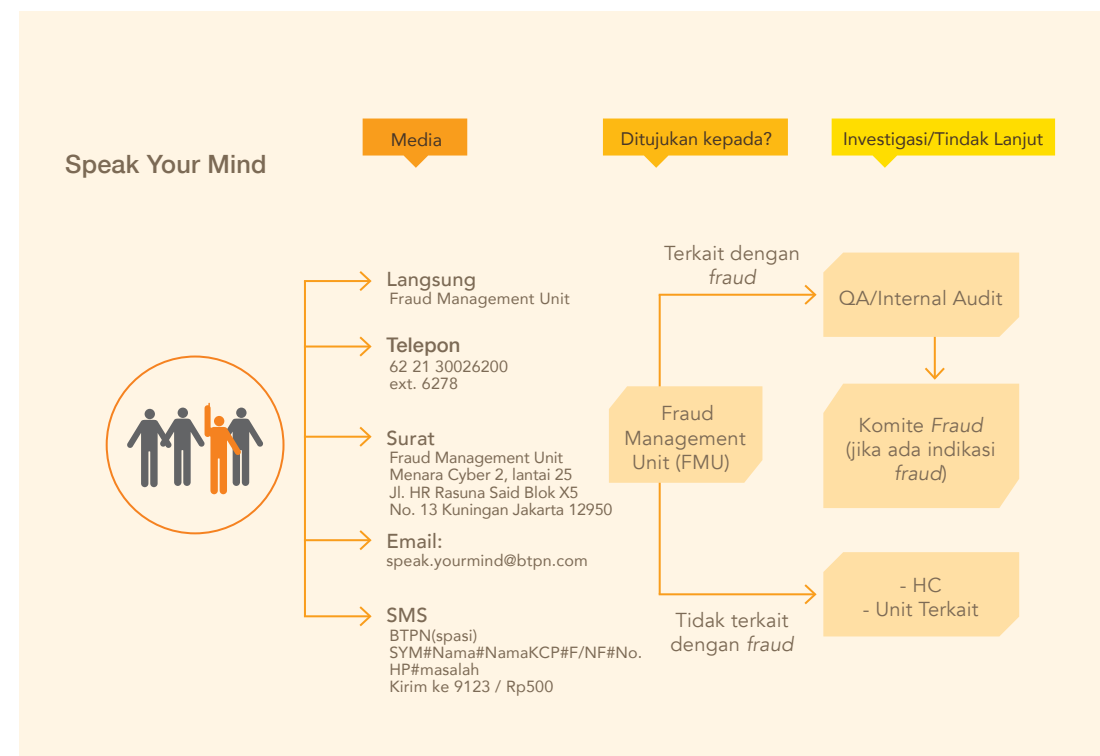 Speak Your Mind
Media
Ditujukan kepada?
Investigasi/Tindak Lanjut
Langsung
Fraud Management Unit
Telepon
62 21 30026200
ext. 6278
Surat
Fraud Management Unit
Menara Cyber 2, lantai 25
Jl. HR Rasuna Said Blok X5
No. 13 Kuningan Jakarta 12950
Email:
speak.yourmind@btpn.com
SMS
BTPN(spasi)
SYM#Nama#NamaKCP#F/NF#No.
HP#masalah
Kirim ke 9123 / Rp500
Fraud
Management
Unit (FMU)
Terkait dengan
fraud
QA/Internal Audit
Komite Fraud
(jika ada indikasi
fraud)
Tidak terkait
dengan fraud
- HC
- Unit Terkait